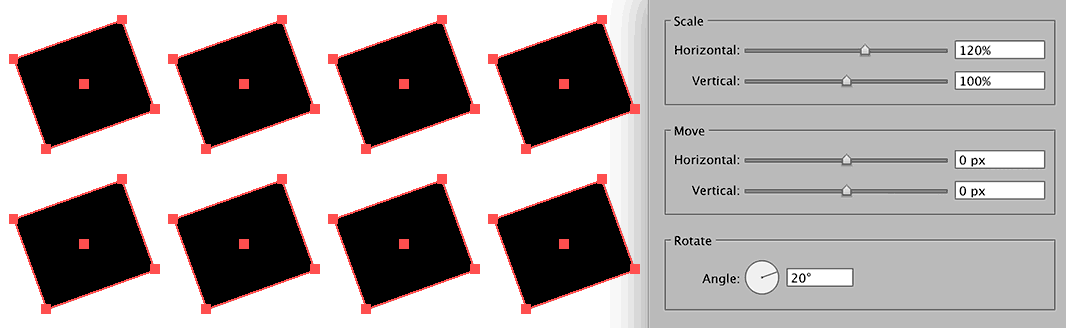 Scale
Horizontal: 120%
Vertical: 100%
Move
Horizontal: 0 px
Vertical: 0 px
Rotate
Angle: 20°